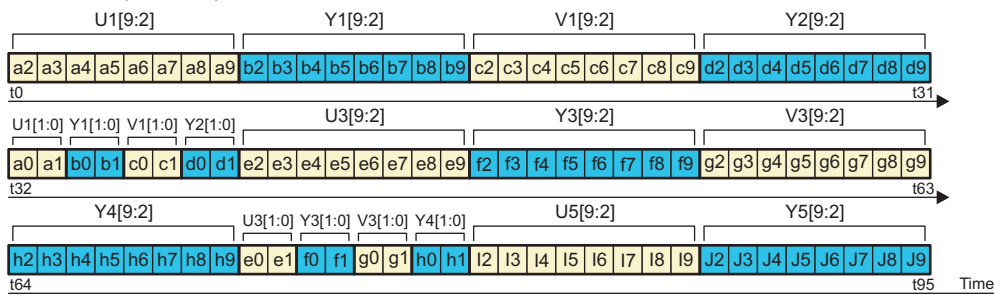 U1[9:2] Y1[9:2] V1[9:2] Y2[9:2]
a2 a3 a4 a5 a6 a7 a8 a9 b2 b3 b4 b5 b6 b7 b8 b9 c2 c3 c4 c5 c6 c7 c8 c9 d2 d3 d4 d5 d6 d7 d8 d9
t0 t31
U1[1:0] Y1[1:0] V1[1:0] Y2[1:0] U3[9:2] Y3[9:2] V3[9:2]
a0 a1 b0 b1 c0 c1 d0 d1 e2 e3 e4 e5 e6 e7 e8 e9 f2 f3 f4 f5 f6 f7 f8 f9 g2 g3 g4 g5 g6 g7 g8 g9
t32 t63
Y4[9:2] U3[1:0] Y3[1:0] V3[1:0] Y4[1:0] U5[9:2] Y5[9:2]
h2 h3 h4 h5 h6 h7 h8 h9 e0 e1 f0 f1 g0 g1 h0 h1 I2 I3 I4 I5 I6 I7 I8 I9 J2 J3 J4 J5 J6 J7 J8 J9
t64 t95 Time